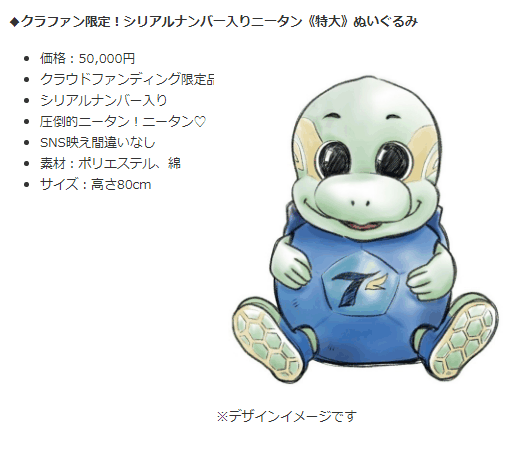 ◆クラファン限定！シリアルナンバー入りニータン《特大》ぬいぐるみ
価格：50,000円
クラウドファンディング限定品
シリアルナンバー入り
圧倒的ニータン！ニータン♡
SNS映え間違いなし
素材：ポリエステル、綿
サイズ：高さ80cm
※デザインイメージです